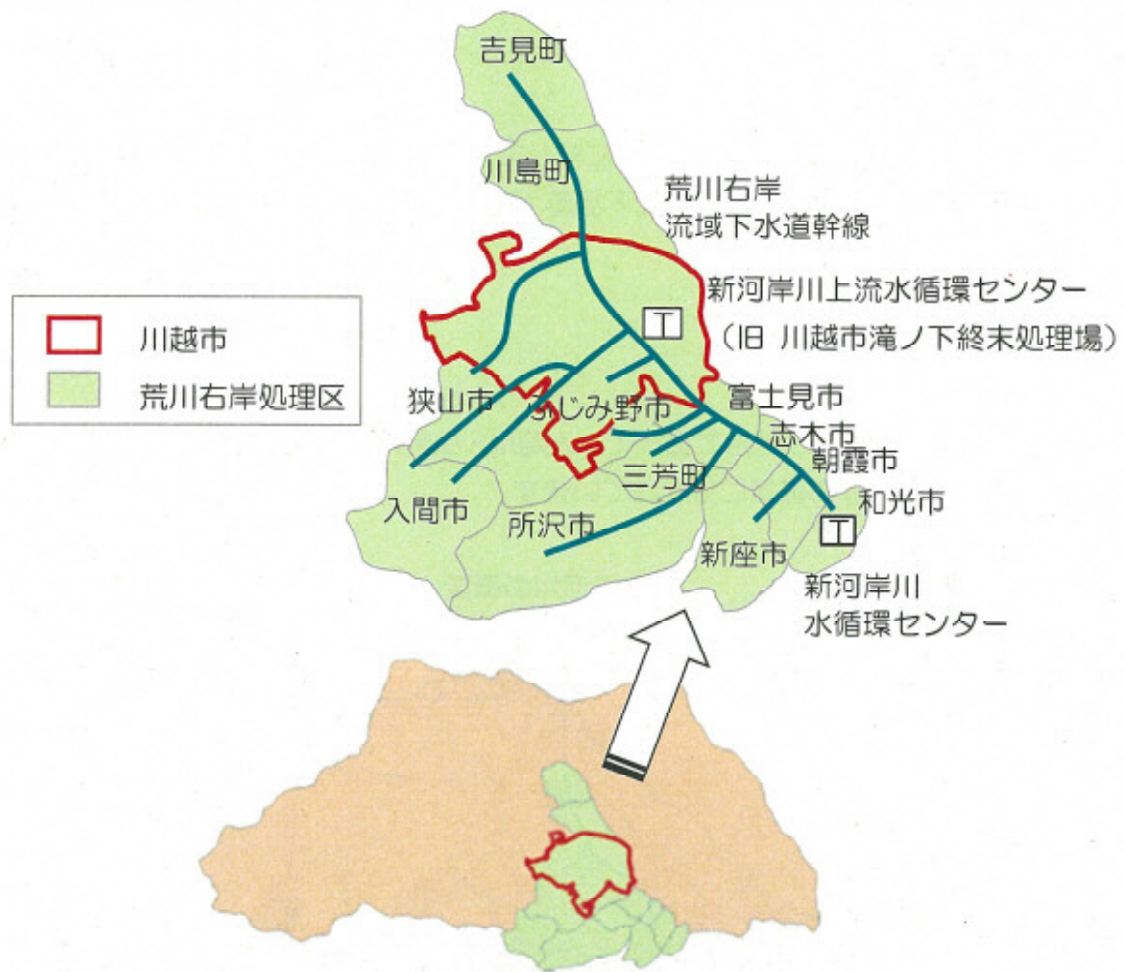 吉見町
川島町
荒川右岸
流域下水道幹線
新河岸川上流水循環センター
（旧 川越市滝ノ下終末処理場）
川越市
荒川右岸処理区
狭山市
ふじみ野市
富士見市
志木市
朝霞市
三芳町
和光市
入間市
所沢市
新座市
新河岸川
水循環センター